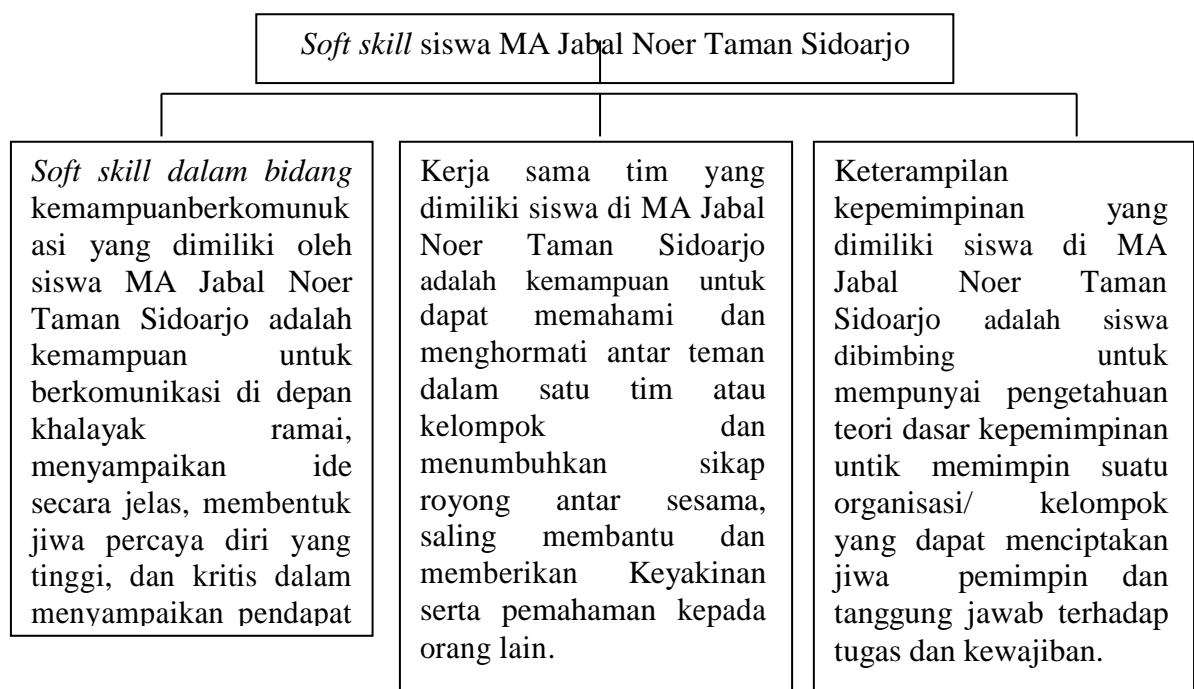 Soft skill siswa MA Jabal Noer Taman Sidoarjo
Soft skill dalam bidang
kemampuanberkomunuk
asi yang dimiliki oleh
siswa MA Jabal Noer
Taman Sidoarjo adalah
kemampuan untuk
berkomunikasi di depan
khalayak ramai,
menyampaikan ide
secara jelas, membentuk
jiwa percaya diri yang
tinggi, dan kritis dalam
menyampaikan pendapat
Kerja sama tim yang
dimiliki siswa di MA Jabal
Noer Taman Sidoarjo
adalah kemampuan untuk
dapat memahami dan
menghormati antar teman
dalam satu tim atau
kelompok dan
menumbuhkan sikap
royong antar sesama,
saling membantu dan
memberikan Keyakinan
serta pemahaman kepada
orang lain.
Keterampilan
kepemimpinan yang
dimiliki siswa di MA
Jabal Noer Taman
Sidoarjo adalah siswa
dibimbing untuk
mempunyai pengetahuan
teori dasar kepemimpinan
untik memimpin suatu
organisasi/ kelompok
yang dapat menciptakan
jiwa pemimpin dan
tanggung jawab terhadap
tugas dan kewajiban.